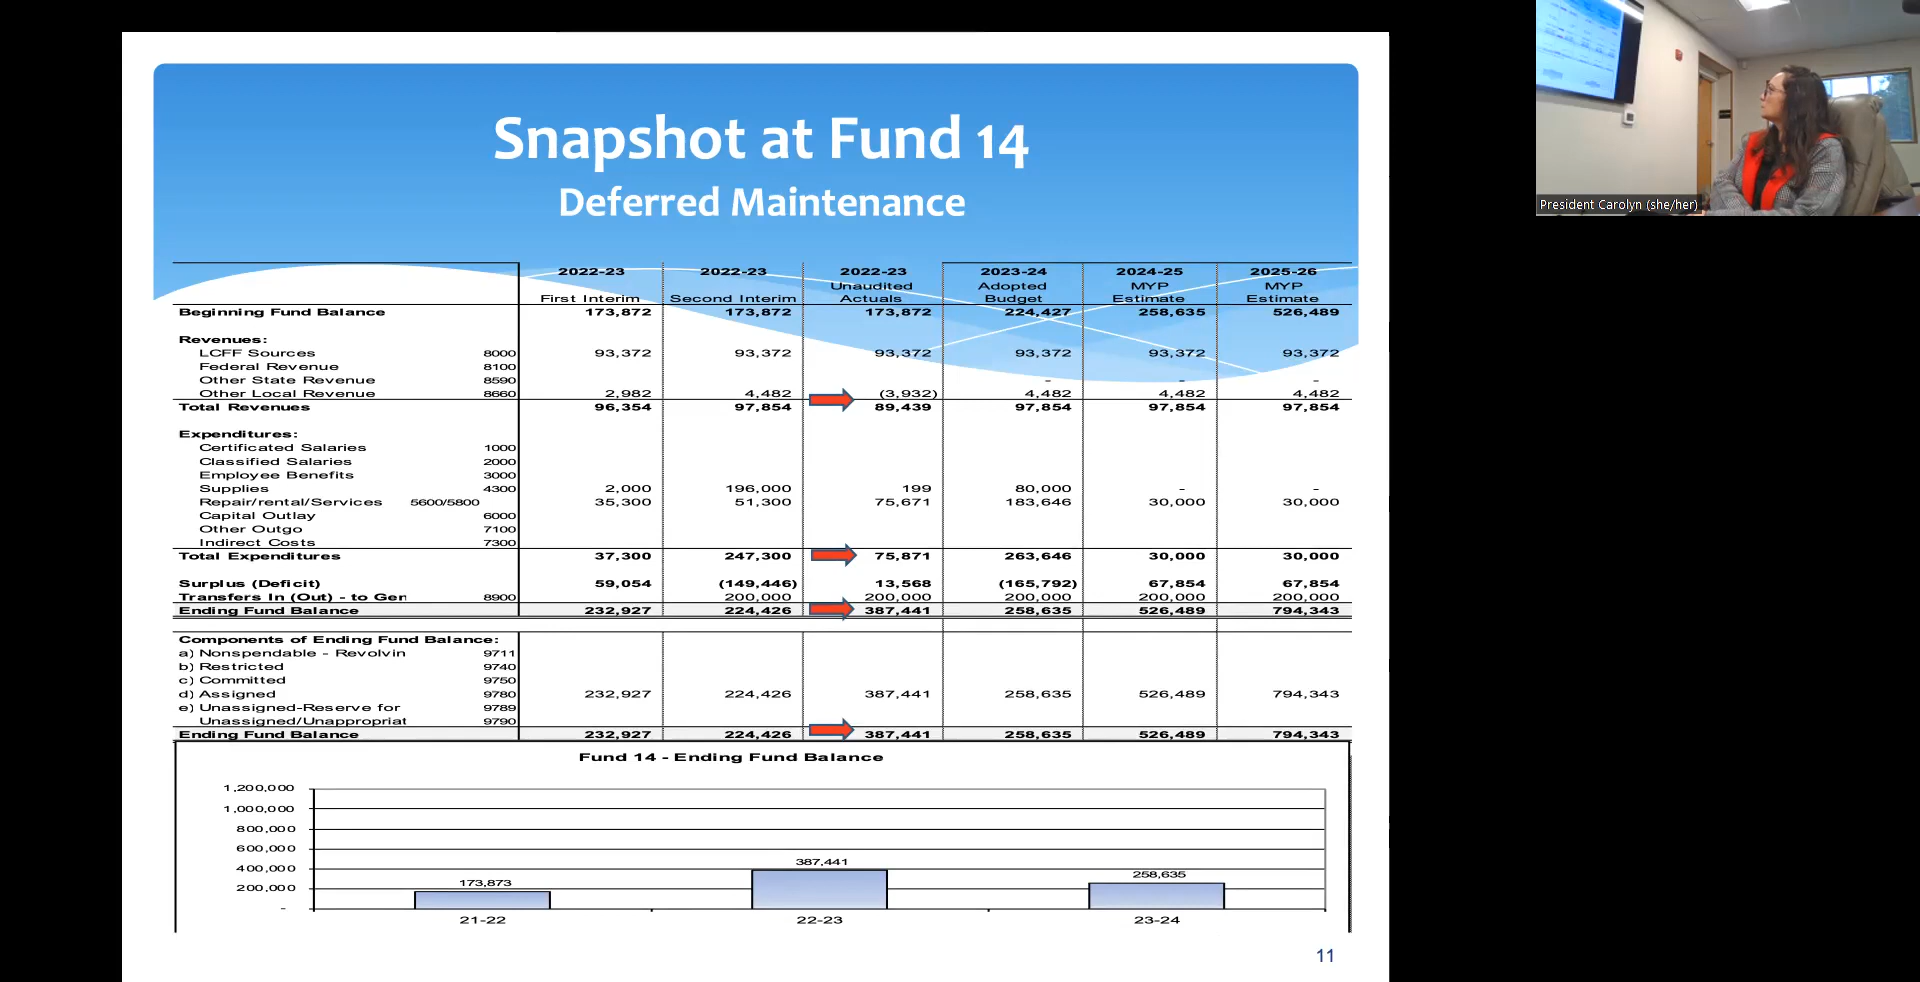 Snapshot at Fund 14
Deferred Maintenance
2022-23 2022-23 2022-23 2023-24 2024-25 2025-26
Unaudited Adopted MYP MYP
First Interim Second Interim Actuals Budget Estimate Estimate
Beginning Fund Balance 173,872 173,872 173,872 224,427 258,635 526,489
Revenues:
LCFF Sources 8000 93,372 93,372 93,372 93,372 93,372 93,372
Federal Revenue 8100
Other State Revenue 8590 - - -
Other Local Revenue 8660 2,982 4,482 (3,932) 4,482 4,482 4,482
Total Revenues 96,354 97,854 89,439 97,854 97,854 97,854
Expenditures:
Certificated Salaries 1000
Classified Salaries 2000
Employee Benefits 3000
Supplies 4300 2,000 196,000 199 80,000 - -
Repair/rental/Services 5600/5800 35,300 51,300 75,671 183,646 30,000 30,000
Capital Outlay 6000
Other Outgo 7100
Indirect Costs 7300
Total Expenditures 37,300 247,300 75,871 263,646 30,000 30,000
Surplus (Deficit) 59,054 (149,446) 13,568 (165,792) 67,854 67,854
Transfers In (Out) - to Ger 8900 200,000 200,000 200,000 200,000 200,000
Ending Fund Balance 232,927 224,426 387,441 258,635 526,489 794,343
Components of Ending Fund Balance:
a) Nonspendable - Revolvin 9711
b) Restricted 9740
c) Committed 9750
d) Assigned 9780 232,927 224,426 387,441 258,635 526,489 794,343
e) Unassigned-Reserve for 9789
Unassigned/Unappropriat 9790
Ending Fund Balance 232,927 224,426 387,441 258,635 526,489 794,343
Fund 14 - Ending Fund Balance
1,200,000
1,000,000
800,000
600,000
400,000
200,000
-
173,873 387,441 258,635
21-22 22-23 23-24
11
President Carolyn (she/her)